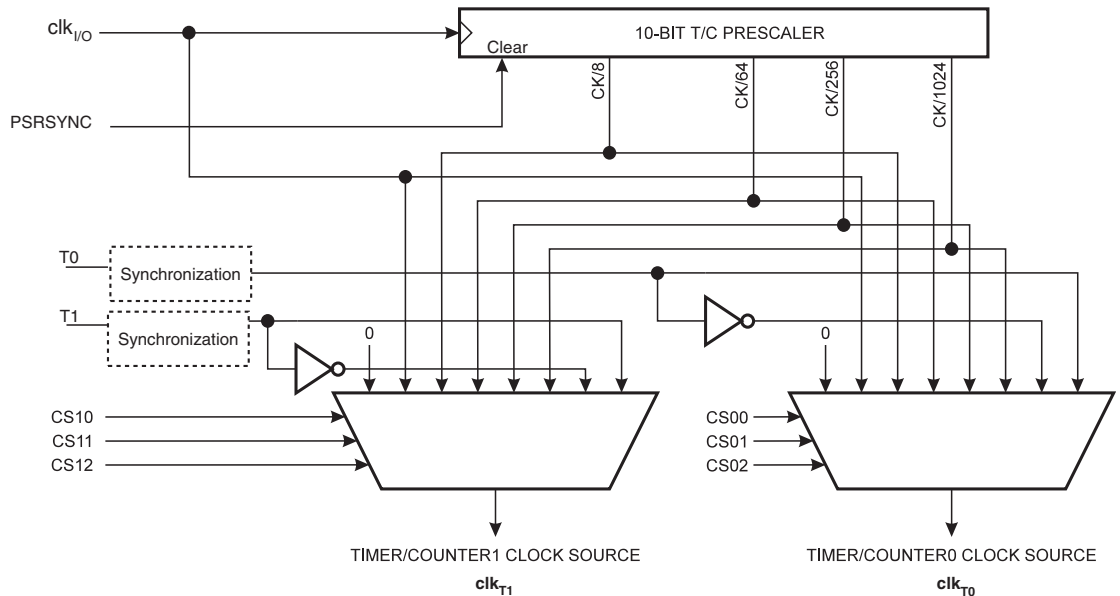 clkI/O
10-BIT T/C PRESCALER
Clear
CK/8
CK/64
CK/256
CK/1024
PSRSYNC
T0
Synchronization
T1
Synchronization
0
0
CS10
CS11
CS12
CS00
CS01
CS02
TIMER/COUNTER1 CLOCK SOURCE
clkT1
TIMER/COUNTER0 CLOCK SOURCE
clkT0